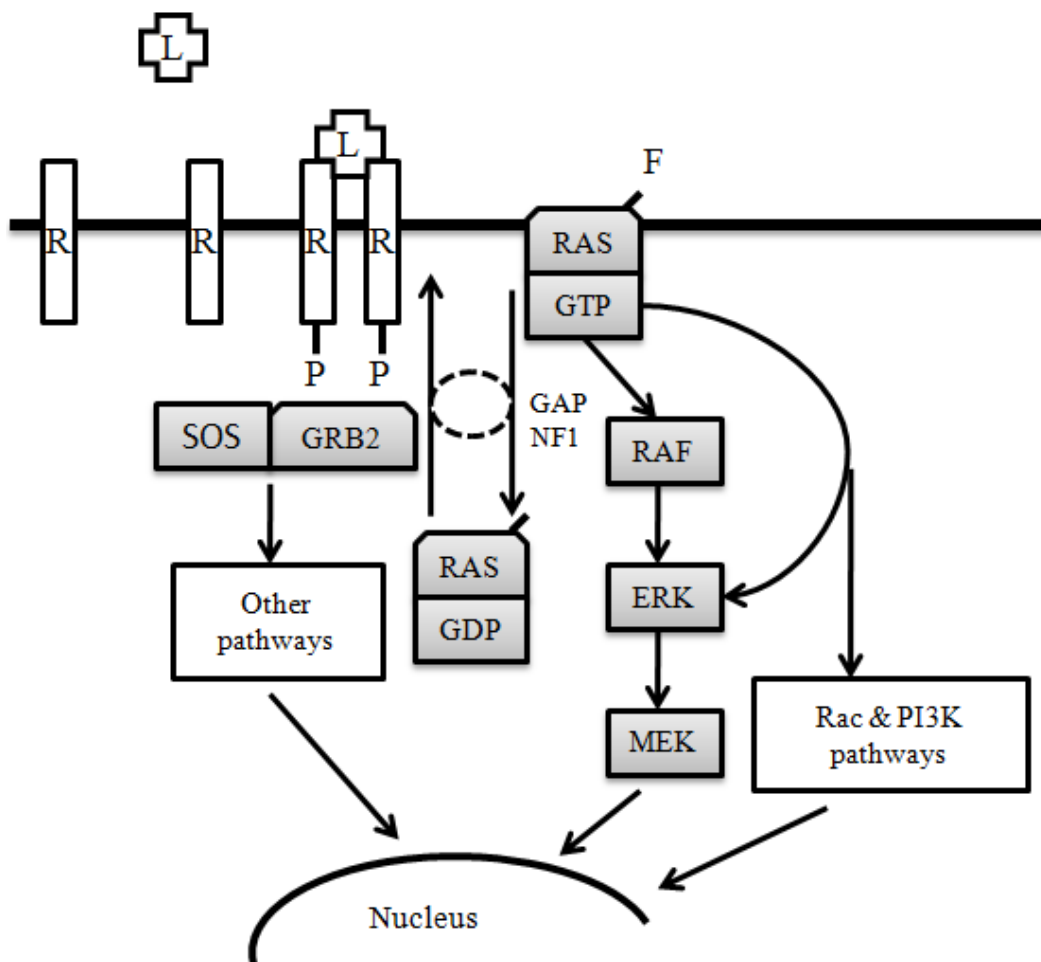 L
L
F
R
R
R
R
RAS
GTP
P
P
GAP
NF1
SOS
GRB2
RAF
RAS
GDP
ERK
Other
pathways
MEK
Rac & PI3K
pathways
Nucleus